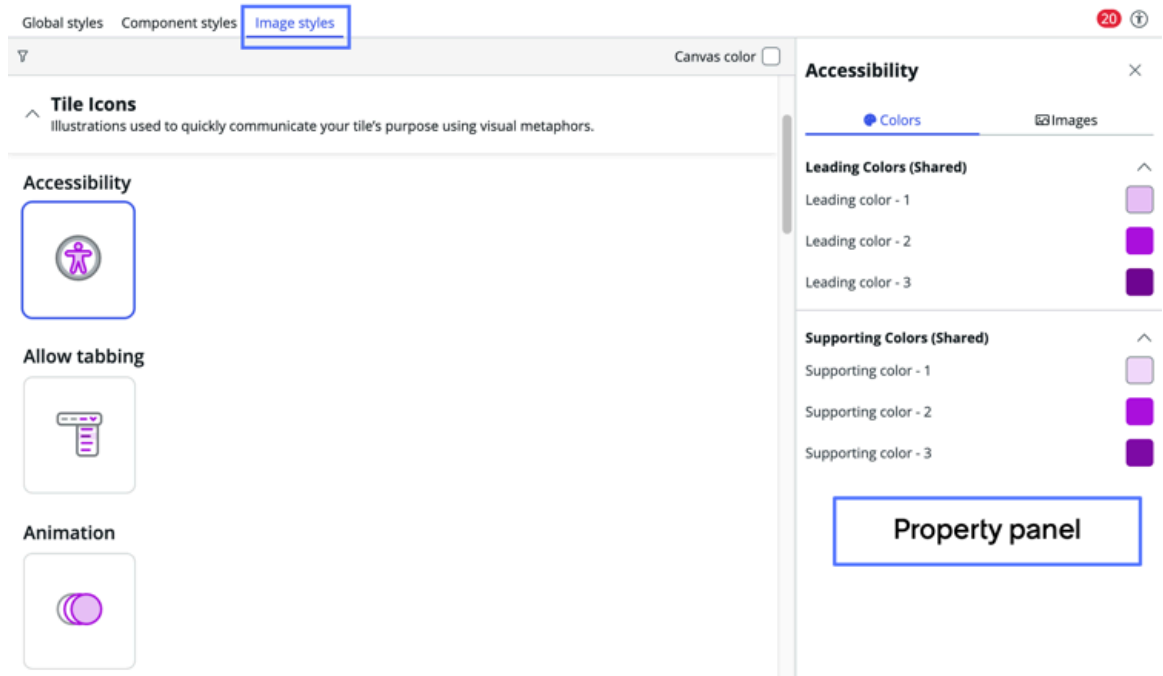 Global styles Component styles Image styles
20
Canvas color
Tile Icons
Illustrations used to quickly communicate your tile's purpose using visual metaphors.
Accessibility
Allow tabbing
Animation
Accessibility
Colors Images
Leading Colors (Shared)
Leading color - 1
Leading color - 2
Leading color - 3
Supporting Colors (Shared)
Supporting color - 1
Supporting color - 2
Supporting color - 3
Property panel